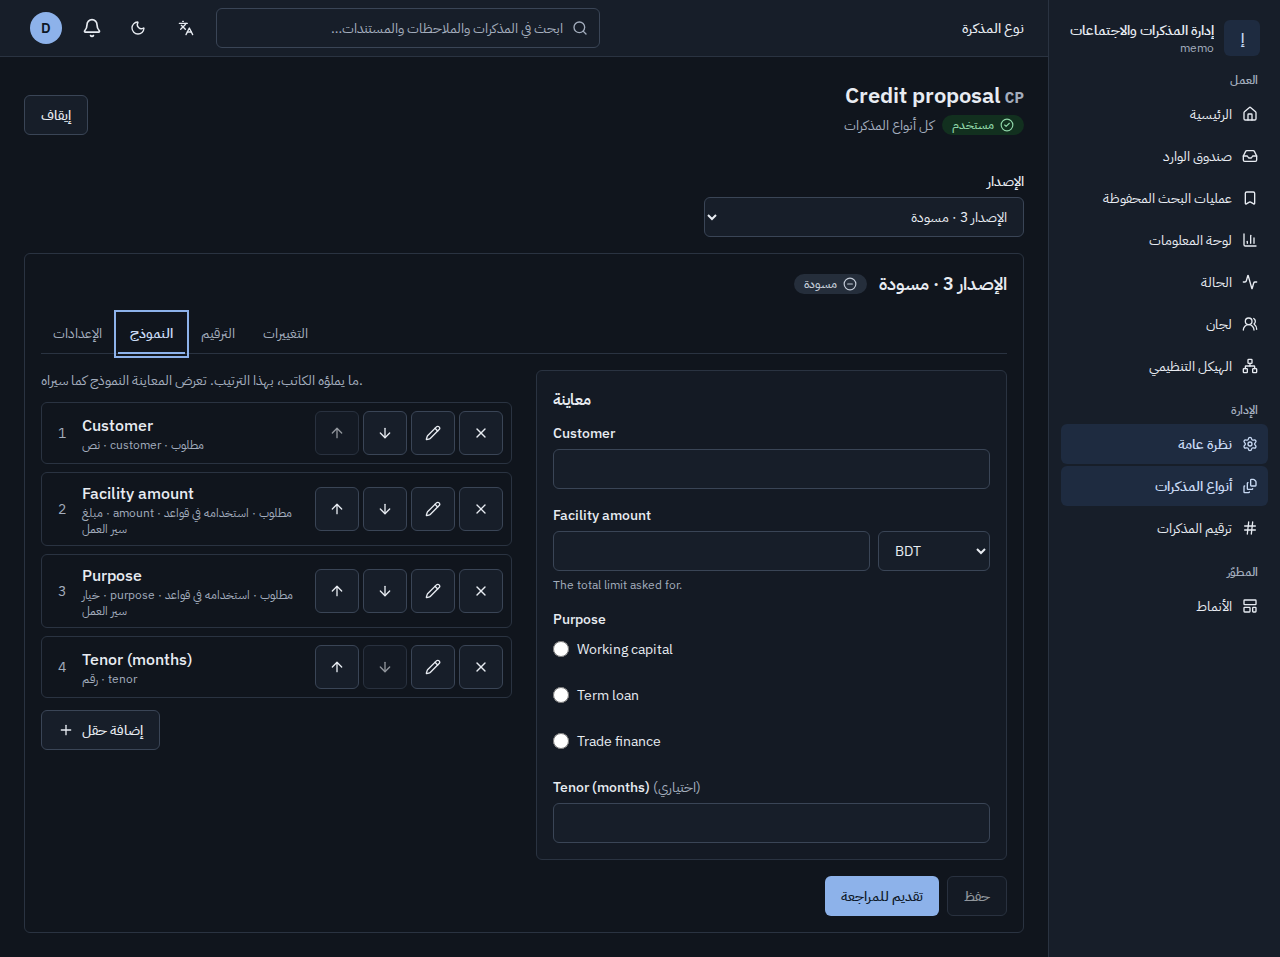 إدارة المذكرات والاجتماعات
memo
إ
العمل
الرئيسية
صندوق الوارد
عمليات البحث المحفوظة
لوحة المعلومات
الحالة
لجان
الهيكل التنظيمي
الإدارة
نظرة عامة
أنواع المذكرات
ترقيم المذكرات
المطوّر
الأنماط
نوع المذكرة
ابحث في المذكرات والملاحظات والمستندات...
D
Credit proposal CP
مستخدم
كل أنواع المذكرات
إيقاف
الإصدار
الإصدار 3 · مسودة
الإصدار 3 · مسودة
مسودة
الإعدادات
النموذج
الترقيم
التغييرات
ما يملؤه الكاتب، بهذا الترتيب. تعرض المعاينة النموذج كما سيراه.
1
Customer
نص · customer · مطلوب
2
Facility amount
مبلغ · amount · مطلوب · استخدامه في قواعد
سير العمل
3
Purpose
خيار · purpose · مطلوب · استخدامه في قواعد
سير العمل
4
Tenor (months)
رقم · tenor
إضافة حقل
معاينة
Customer
Facility amount
BDT
The total limit asked for.
Purpose
Working capital
Term loan
Trade finance
Tenor (months) (اختياري)
حفظ
تقديم للمراجعة